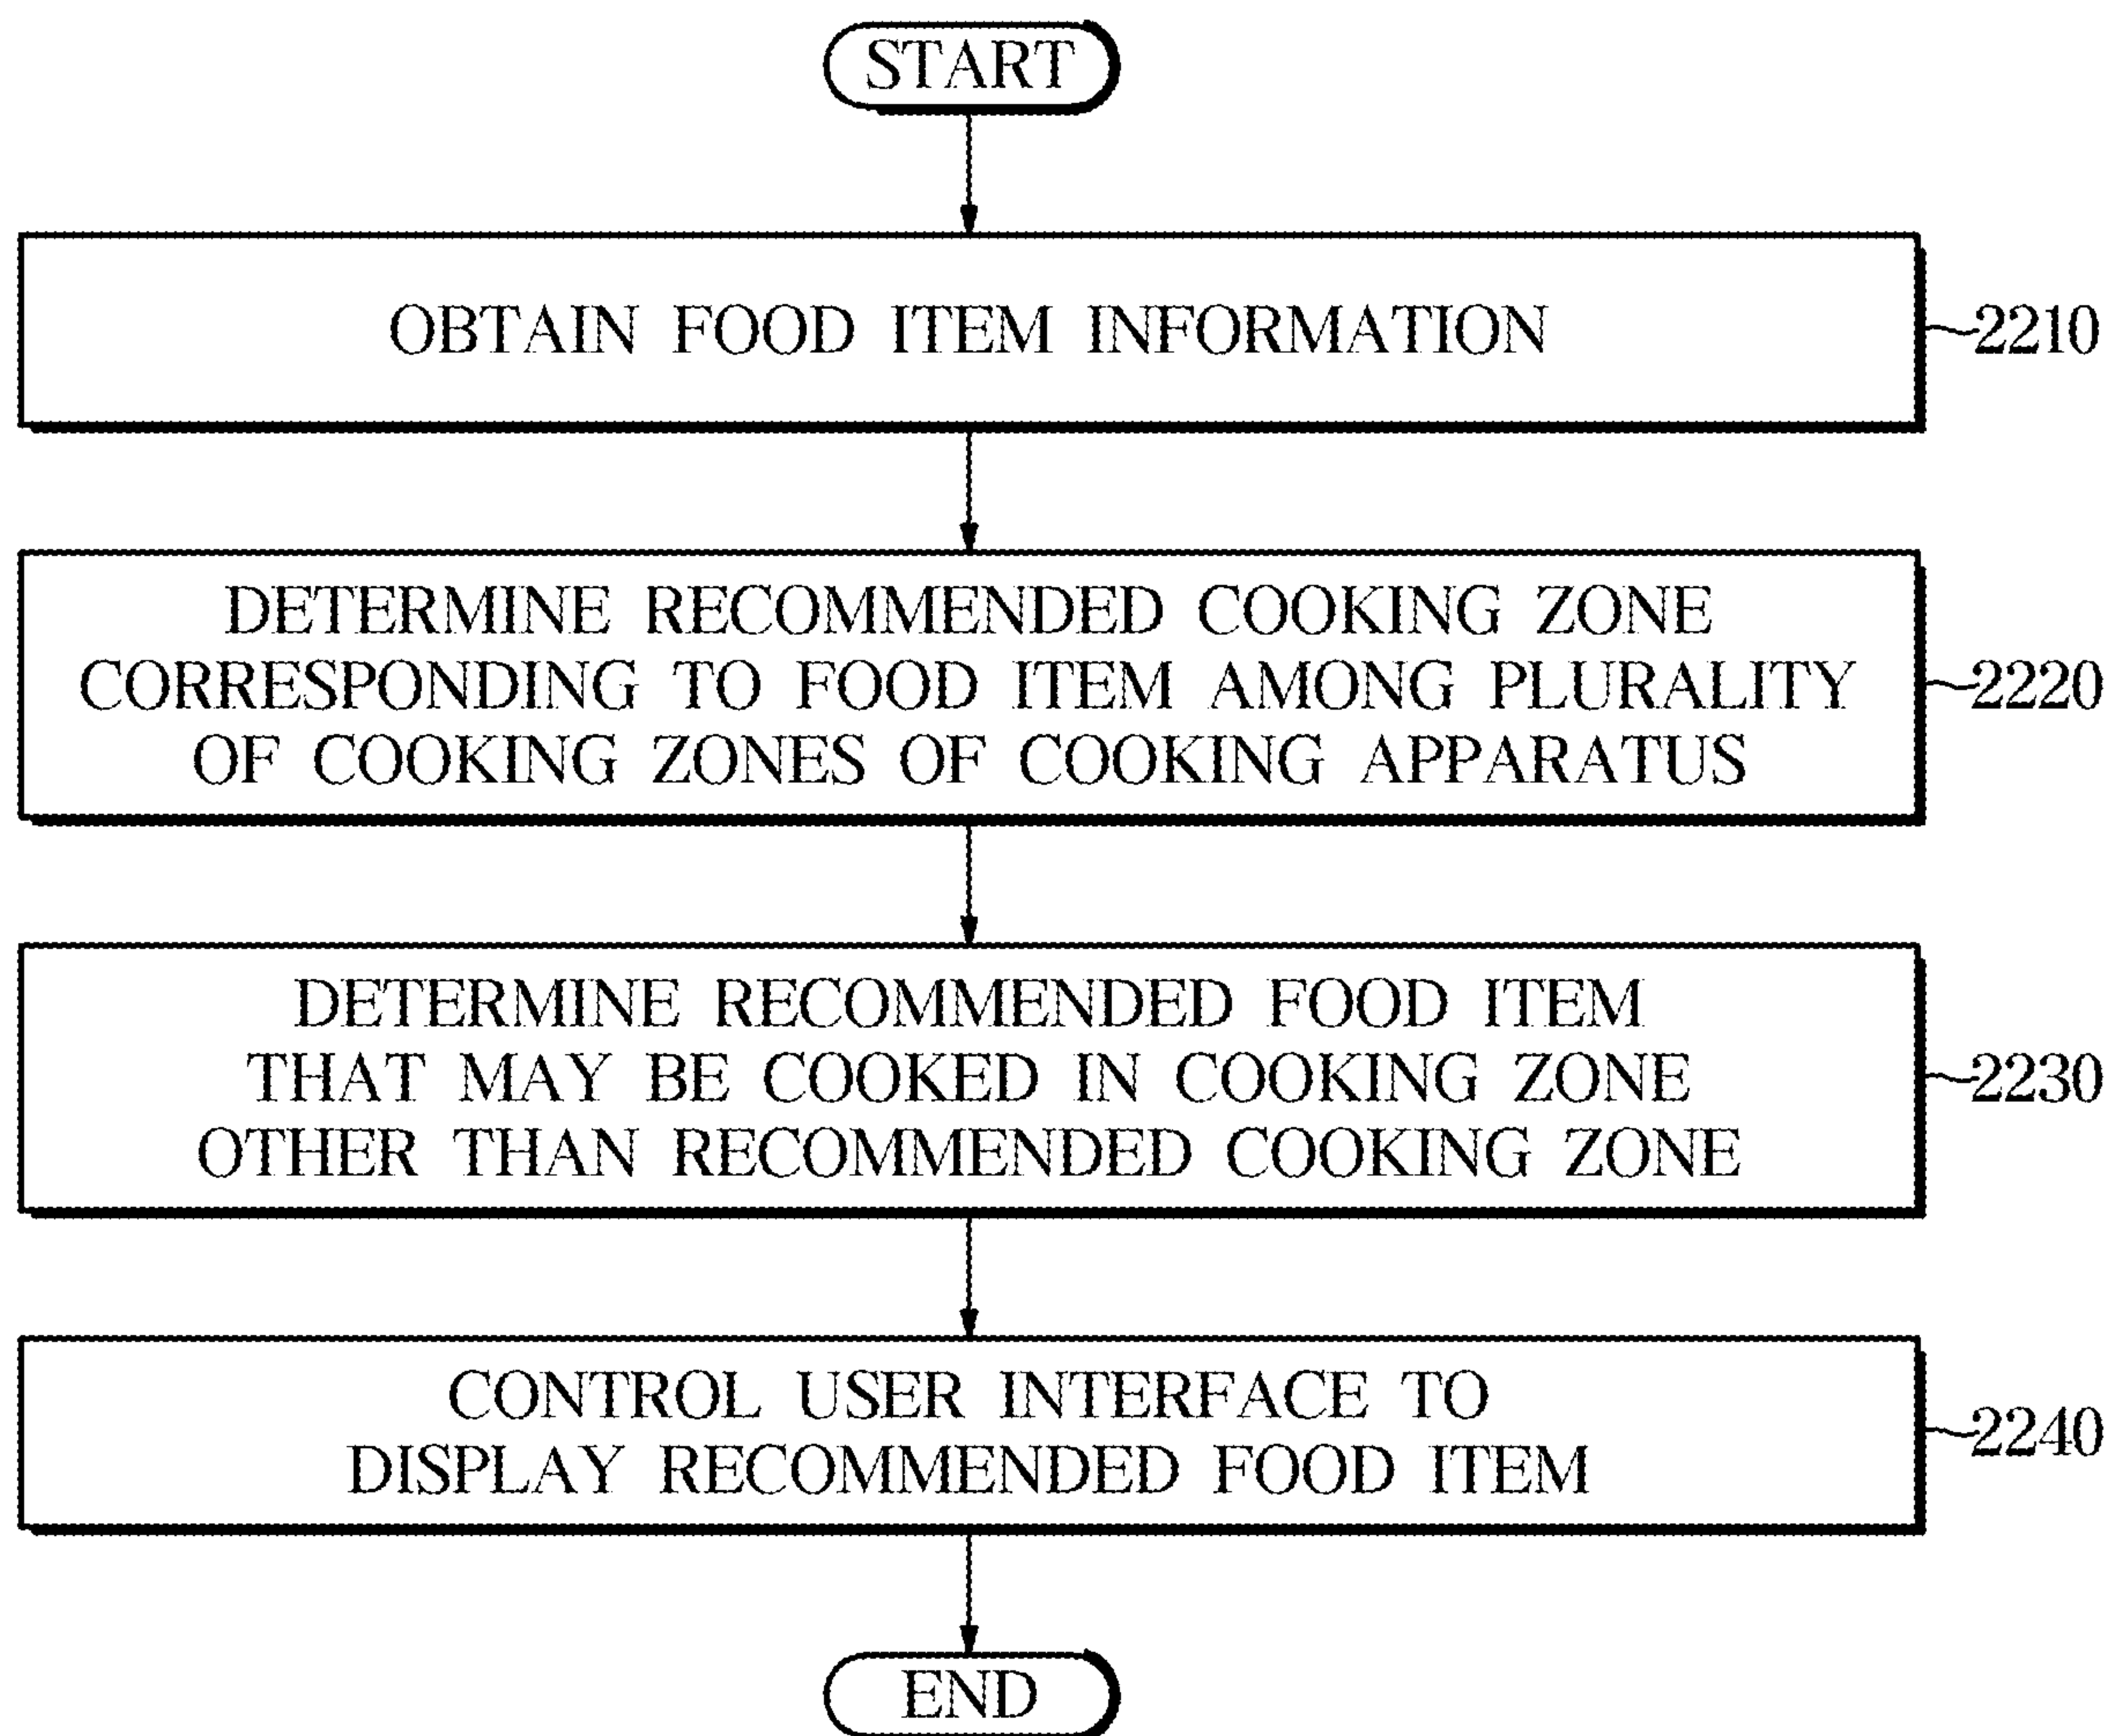 START
OBTAIN FOOD ITEM INFORMATION
2210
DETERMINE RECOMMENDED COOKING ZONE
CORRESPONDING TO FOOD ITEM AMONG PLURALITY
OF COOKING ZONES OF COOKING APPARATUS
2220
DETERMINE RECOMMENDED FOOD ITEM
THAT MAY BE COOKED IN COOKING ZONE
OTHER THAN RECOMMENDED COOKING ZONE
2230
CONTROL USER INTERFACE TO
DISPLAY RECOMMENDED FOOD ITEM
2240
END